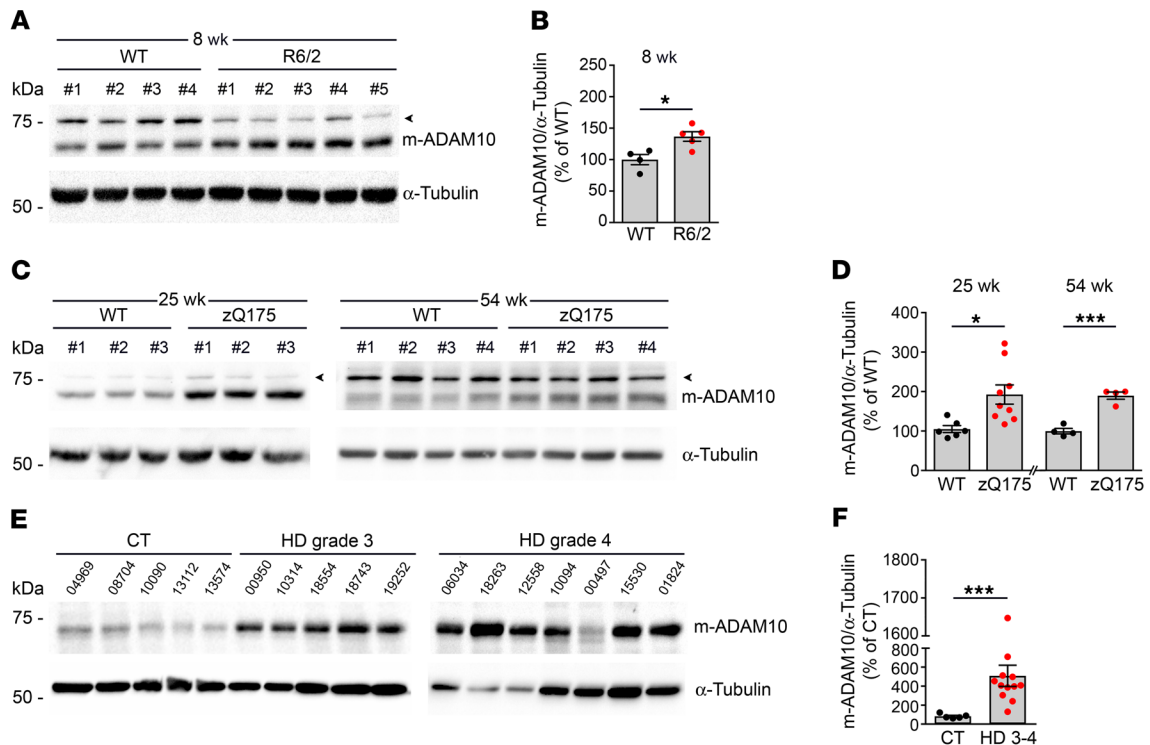 A
8 wk
WT R6/2
kDa #1 #2 #3 #4 #1 #2 #3 #4 #5
75 -
m-ADAM10
α-Tubulin
50 -
B
8 wk
m-ADAM10/α-Tubulin
(% of WT)
250
200
150
100
50
0
*
WT R6/2
C
25 wk 54 wk
WT zQ175 WT zQ175
kDa #1 #2 #3 #1 #2 #3 #1 #2 #3 #4 #1 #2 #3 #4
75 -
m-ADAM10
α-Tubulin
50 -
D
25 wk 54 wk
m-ADAM10/α-Tubulin
(% of WT)
400
300
200
100
0
* ***
WT zQ175 // WT zQ175
E
CT HD grade 3 HD grade 4
kDa 04969 08704 10090 13112 13574 00950 10314 18554 18743 19252 06034 18263 12558 10094 00497 15530 01824
75 -
m-ADAM10
α-Tubulin
50 -
F
m-ADAM10/α-Tubulin
(% of CT)
1800
1700
1600
800
600
400
200
0
***
CT HD 3-4